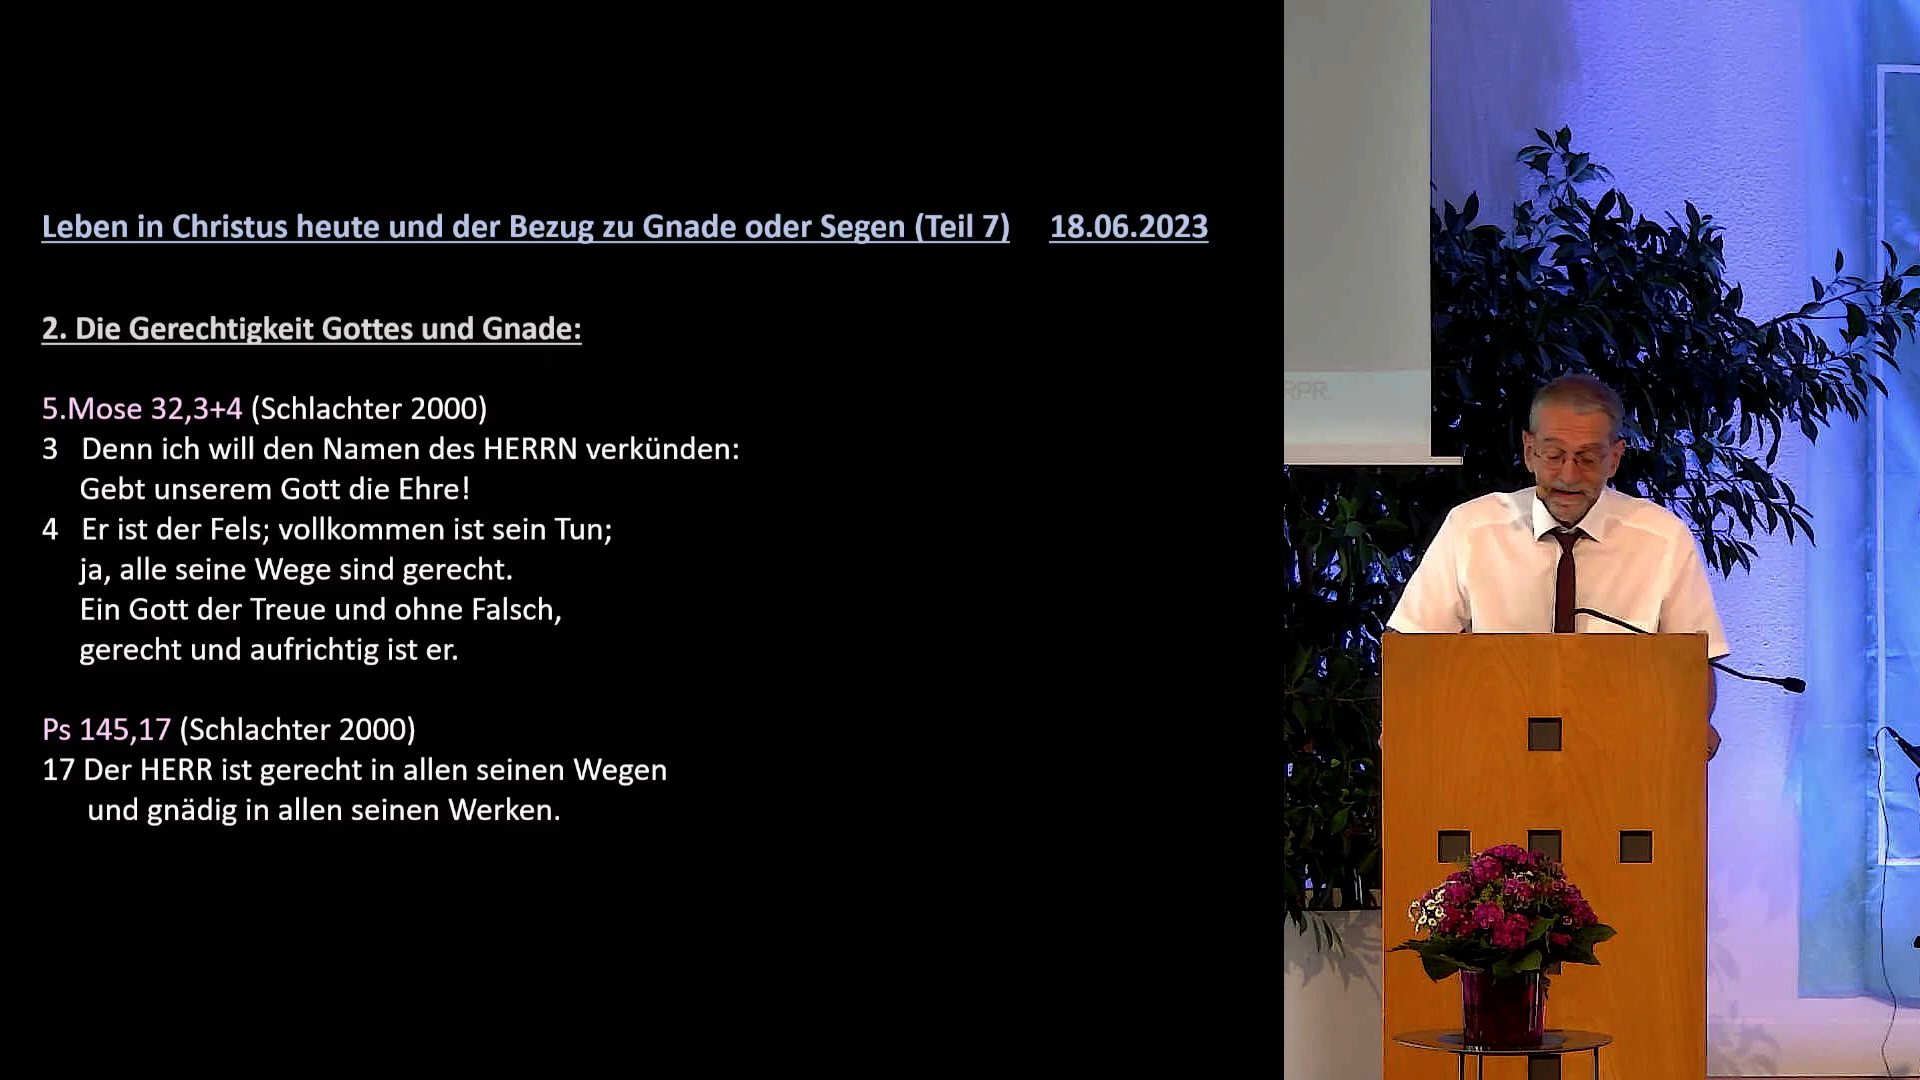 Leben in Christus heute und der Bezug zu Gnade oder Segen (Teil 7) 18.06.2023
2. Die Gerechtigkeit Gottes und Gnade:
5.Mose 32,3+4 (Schlachter 2000)
3 Denn ich will den Namen des HERRN verkünden:
Gebt unserem Gott die Ehre!
4 Er ist der Fels; vollkommen ist sein Tun;
ja, alle seine Wege sind gerecht.
Ein Gott der Treue und ohne Falsch,
gerecht und aufrichtig ist er.
Ps 145,17 (Schlachter 2000)
17 Der HERR ist gerecht in allen seinen Wegen
und gnädig in allen seinen Werken.